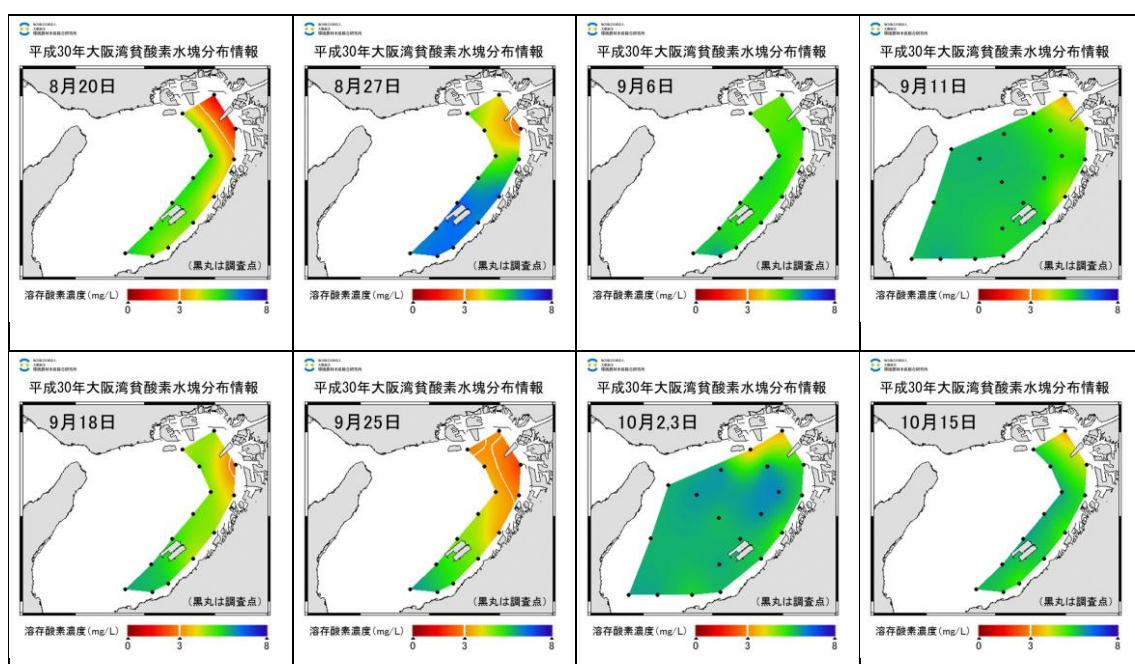 平成30年大阪湾貧酸素水塊分布情報
8月20日
(黒丸は調査点)
溶存酸素濃度(mg/L)
0 3 8
平成30年大阪湾貧酸素水塊分布情報
8月27日
(黒丸は調査点)
溶存酸素濃度(mg/L)
0 3 8
平成30年大阪湾貧酸素水塊分布情報
9月6日
(黒丸は調査点)
溶存酸素濃度(mg/L)
0 3 8
平成30年大阪湾貧酸素水塊分布情報
9月11日
(黒丸は調査点)
溶存酸素濃度(mg/L)
0 3 8
平成30年大阪湾貧酸素水塊分布情報
9月18日
(黒丸は調査点)
溶存酸素濃度(mg/L)
0 3 8
平成30年大阪湾貧酸素水塊分布情報
9月25日
(黒丸は調査点)
溶存酸素濃度(mg/L)
0 3 8
平成30年大阪湾貧酸素水塊分布情報
10月2,3日
(黒丸は調査点)
溶存酸素濃度(mg/L)
0 3 8
平成30年大阪湾貧酸素水塊分布情報
10月15日
(黒丸は調査点)
溶存酸素濃度(mg/L)
0 3 8